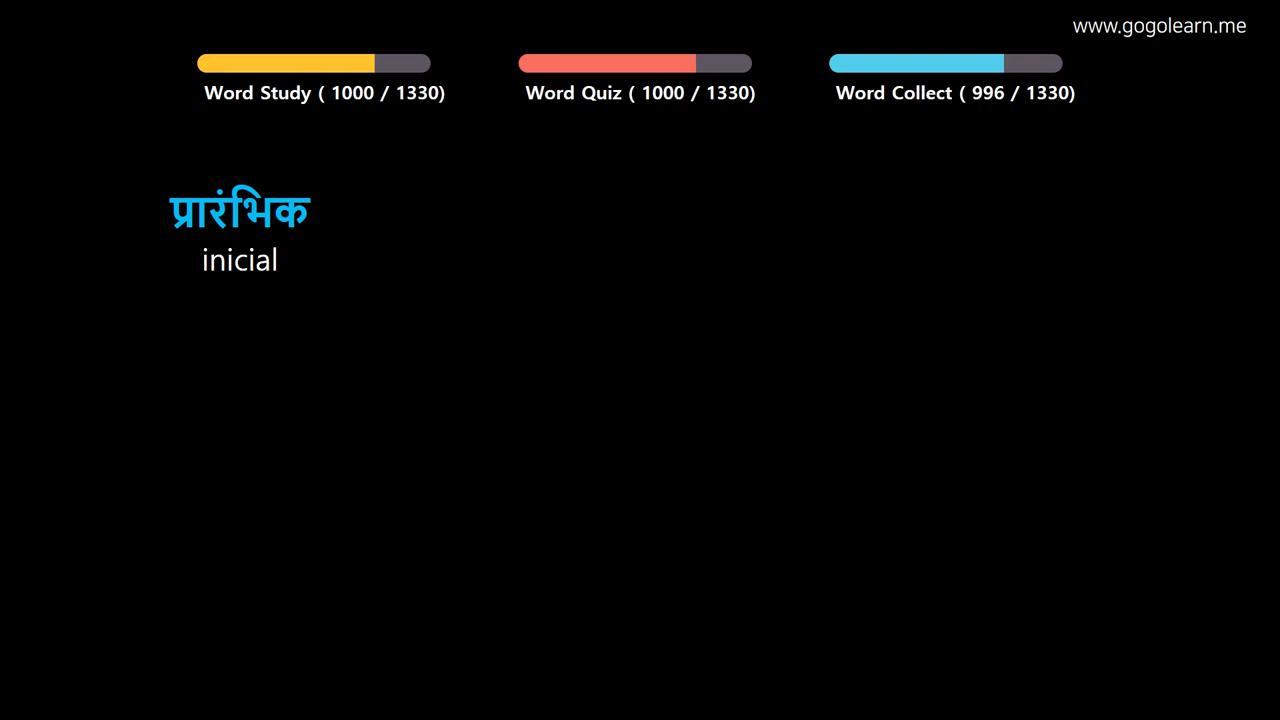 www.gogolearn.me
Word Study ( 1000 / 1330)
Word Quiz ( 1000 / 1330)
Word Collect ( 996 / 1330)
प्रारंभिक
inicial